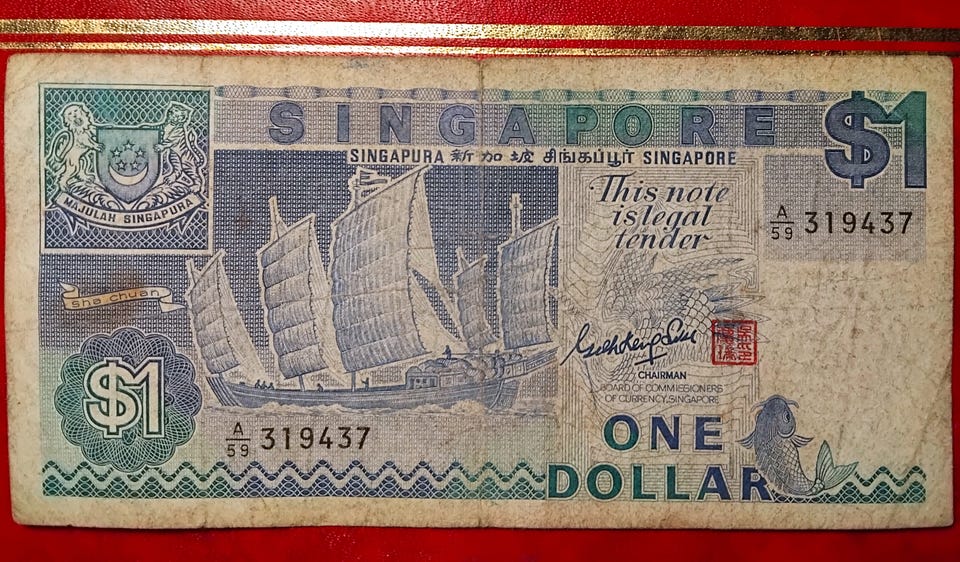 SINGAPORE
$1
SINGAPURA 新加坡 சிங்கப்பூர் SINGAPORE
MAJULAH SINGAPURA
This note
is legal
tender
A/59 319437
Sha chuan
$1
CHAIRMAN
BOARD OF COMMISSIONERS
OF CURRENCY, SINGAPORE
A/59 319437
ONE
DOLLAR